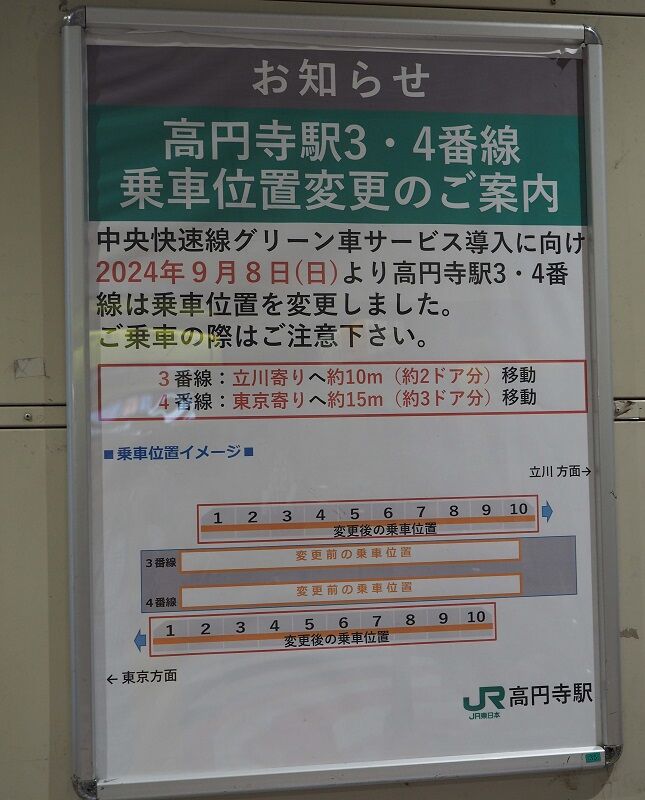 お知らせ
高円寺駅3・4番線
乗車位置変更のご案内
中央快速線グリーン車サービス導入に向け
2024年9月8日(日)より高円寺駅3・4番
線は乗車位置を変更しました。
ご乗車の際はご注意下さい。
3番線：立川寄りへ約10m（約2ドア分）移動
4番線：東京寄りへ約15m（約3ドア分）移動
■乗車位置イメージ■
立川方面→
1 2 3 4 5 6 7 8 9 10
変更後の乗車位置
3番線 変更前の乗車位置
4番線 変更前の乗車位置
1 2 3 4 5 6 7 8 9 10
変更後の乗車位置
← 東京方面
JR 高円寺駅
JR東日本